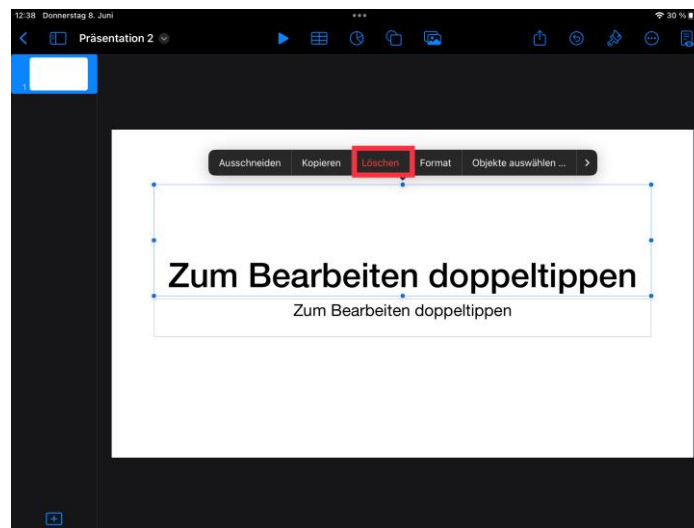 12:38 Donnerstag 8. Juni 30 %
Präsentation 2
1
Ausschneiden Kopieren Löschen Format Objekte auswählen ...
Zum Bearbeiten doppeltippen
Zum Bearbeiten doppeltippen